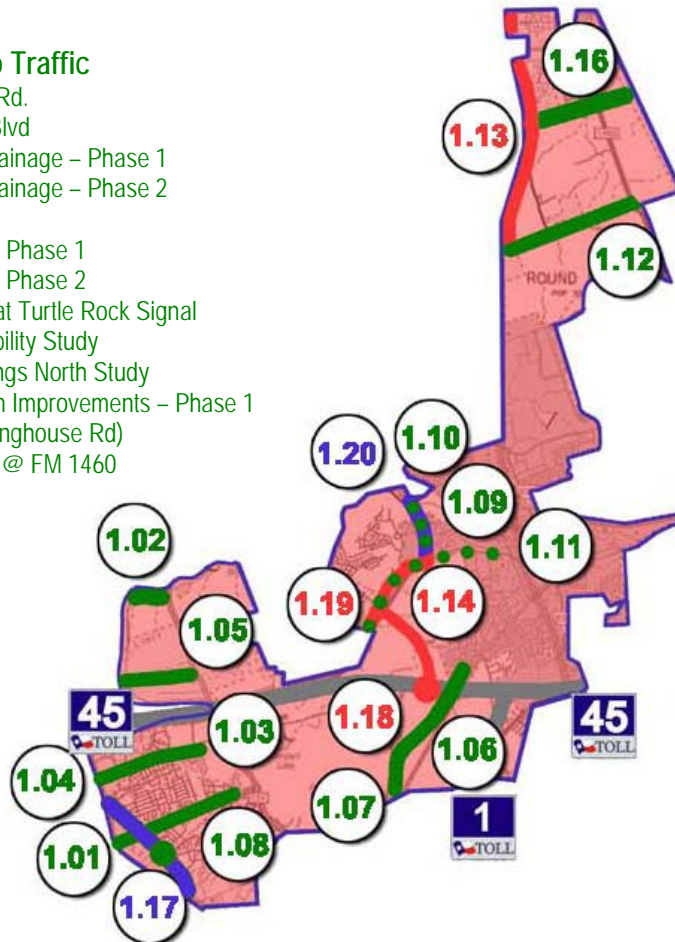 Traffic
Rd.
Blvd
ainage – Phase 1
ainage – Phase 2
Phase 1
Phase 2
at Turtle Rock Signal
bility Study
ngs North Study
n Improvements – Phase 1
nghouse Rd)
@ FM 1460
1.16
1.13
1.12
ROUND
1.10
1.20
1.09
1.02
1.11
1.19
1.14
1.05
45
TOLL
1.03
1.18
45
TOLL
1.04
1.06
1.07
1
TOLL
1.01
1.08
1.17